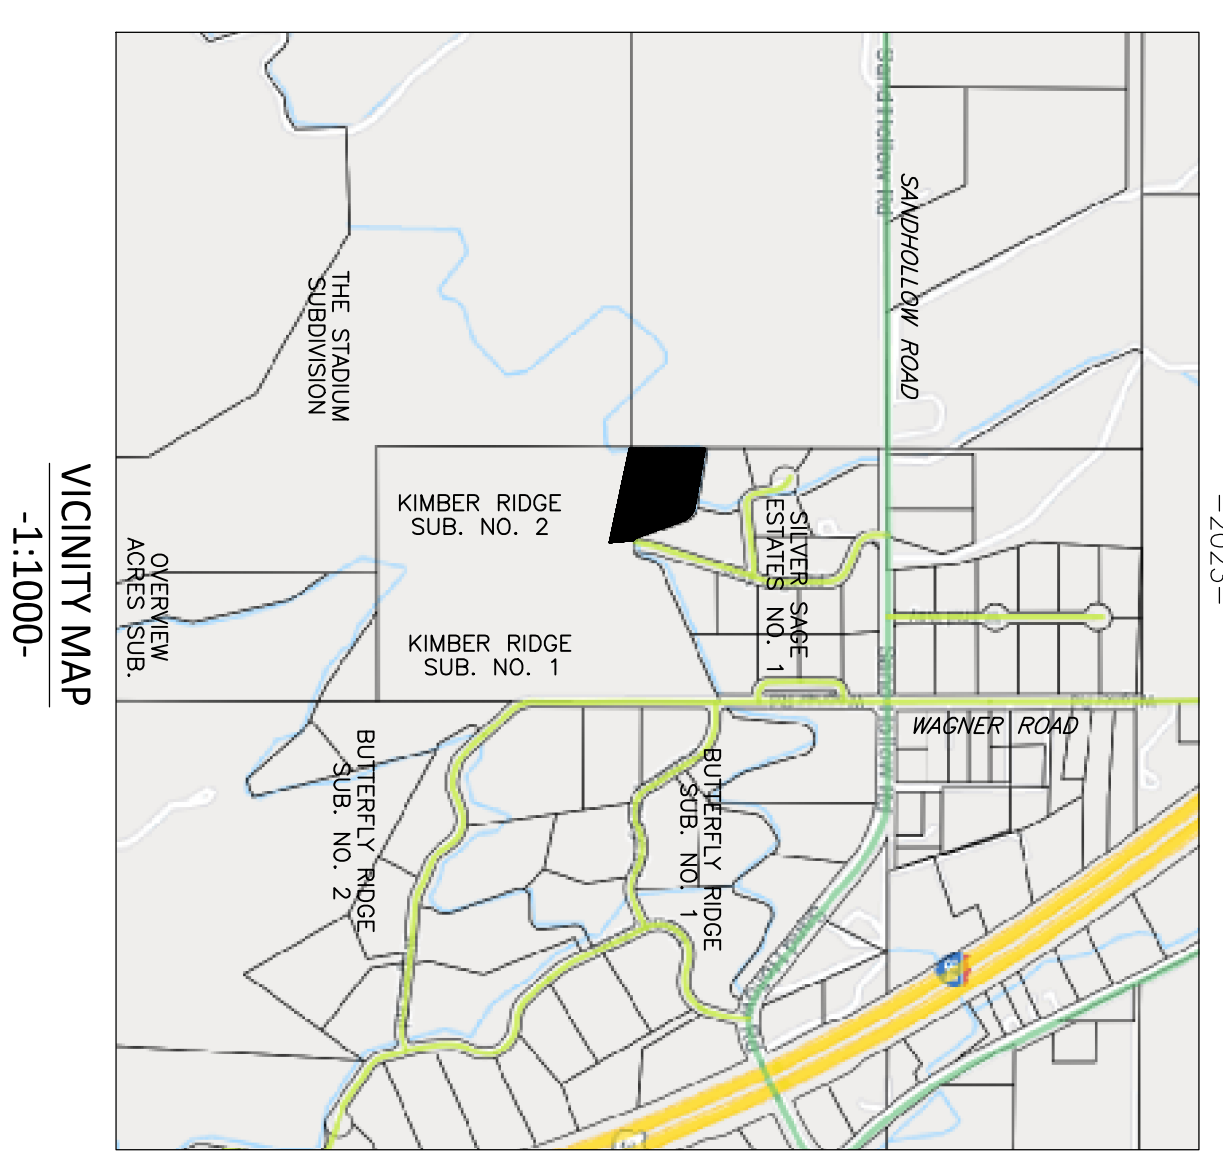 Sand Hollow Rd
SANDHOLLOW ROAD
THE STADIUM
SUBDIVISION
KIMBER RIDGE
SUB. NO. 2
SILVER SAGE
ESTATES NO. 1
OVERVIEW
ACRES SUB.
KIMBER RIDGE
SUB. NO. 1
Sand Hollow Rd
WAGNER ROAD
BUTTERFLY RIDGE
SUB. NO. 2
BUTTERFLY RIDGE
SUB. NO. 1
VICINITY MAP
-1:1000-